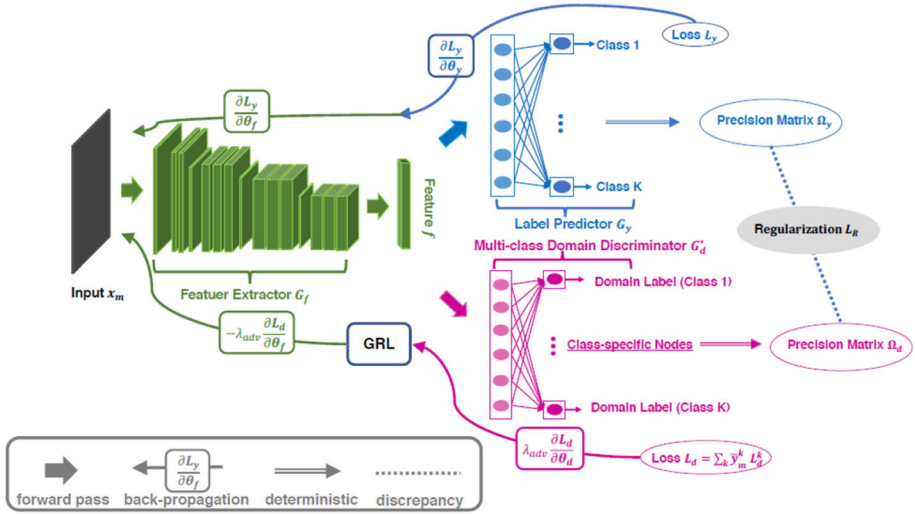 Loss L_y
∂L_y/∂θ_y
Class 1
∂L_y/∂θ_f
Precision Matrix Ω_y
Class K
Feature f
Label Predictor G_y
Regularization L_R
Multi-class Domain Discriminator G_d^*
Input x_m
Featuer Extractor G_f
Domain Label (Class 1)
−λ_adv ∂L_d/∂θ_f
GRL
Class-specific Nodes
Precision Matrix Ω_d
Domain Label (Class K)
λ_adv ∂L_d/∂θ_d
Loss L_d = ∑_k ȳ_m^k L_d^k
∂L_y/∂θ_f
forward pass back-propagation deterministic discrepancy